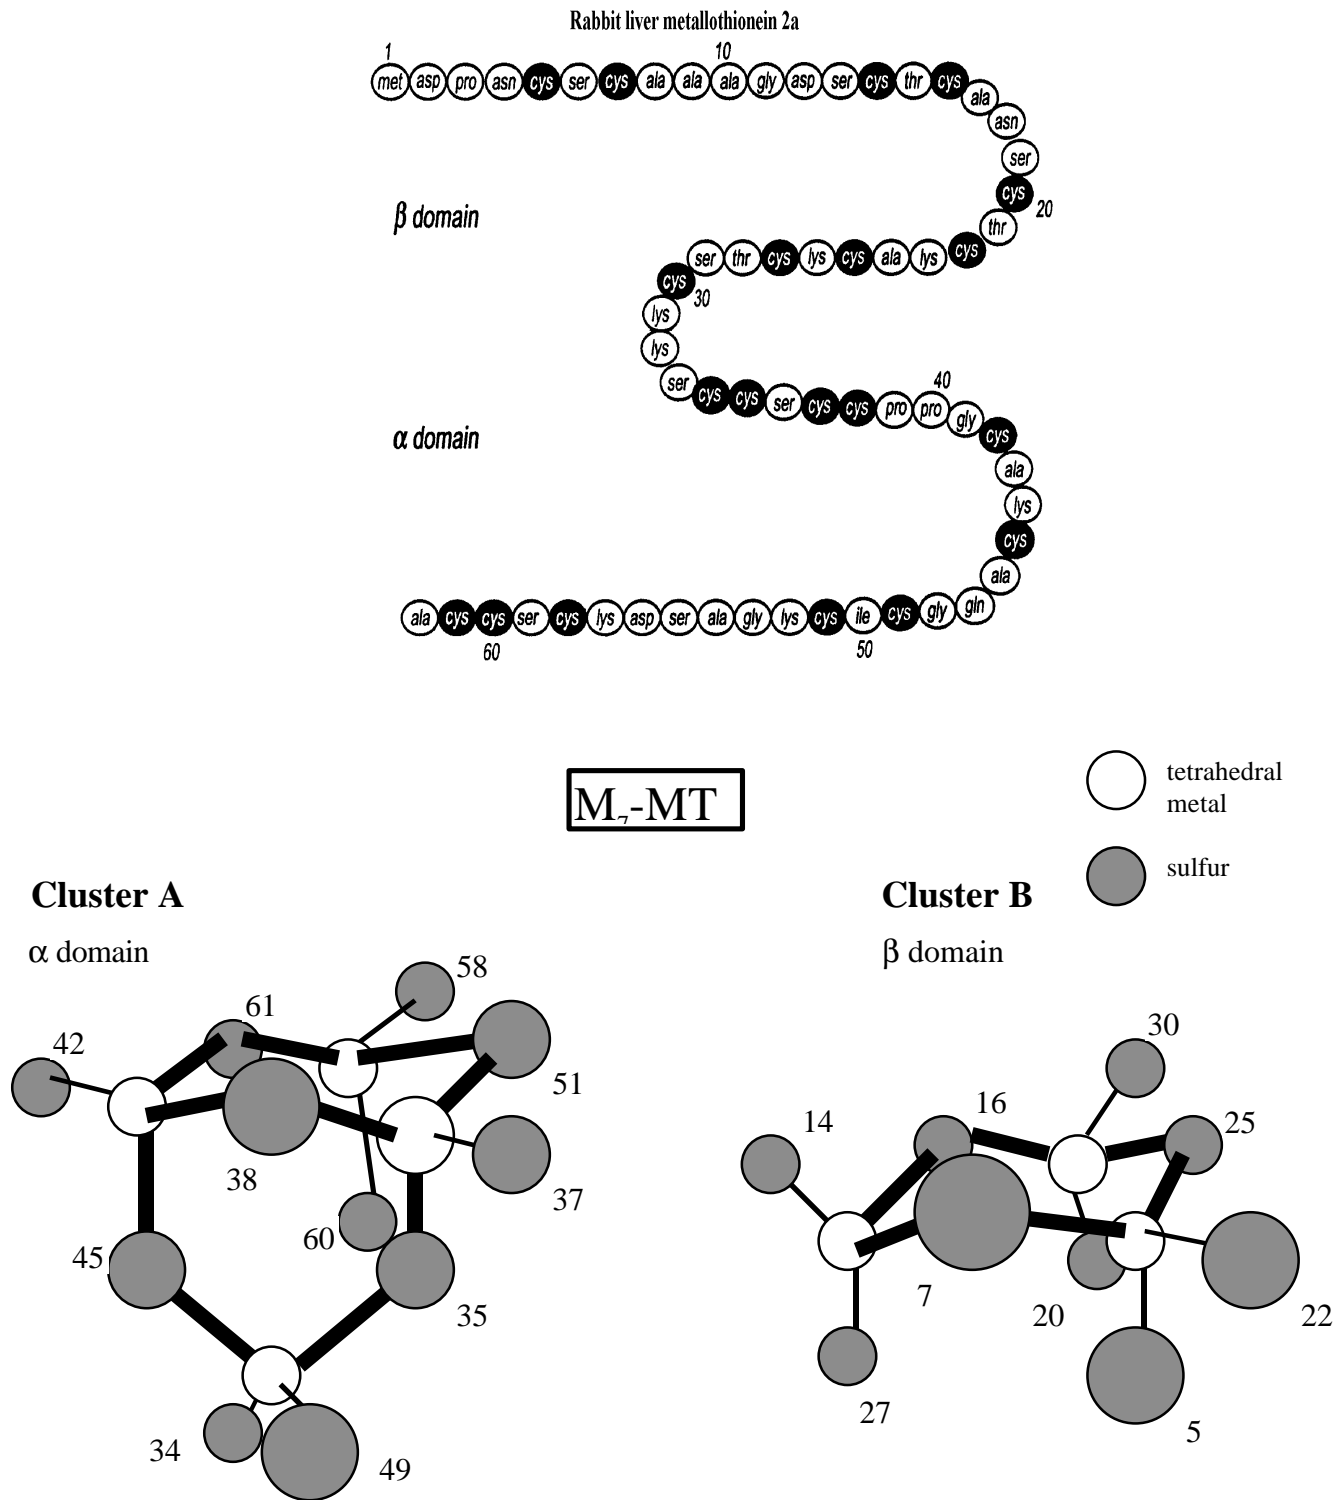 Rabbit liver metallothionein 2a
1
10
met asp pro asn cys ser cys ala ala ala gly asp ser cys thr cys
ala
asn
ser
cys
20
thr
β domain
ser thr cys lys cys ala lys cys
cys
30
lys
lys
ser cys cys ser cys cys pro pro gly cys
40
α domain
ala
lys
cys
ala
ala cys cys ser cys lys asp ser ala gly lys cys ile cys gly gln
60
50
M7-MT
tetrahedral
metal
sulfur
Cluster A
α domain
Cluster B
β domain
58
61
42
51
38
37
60
45
35
34
49
30
16
14
25
7
20
22
27
5